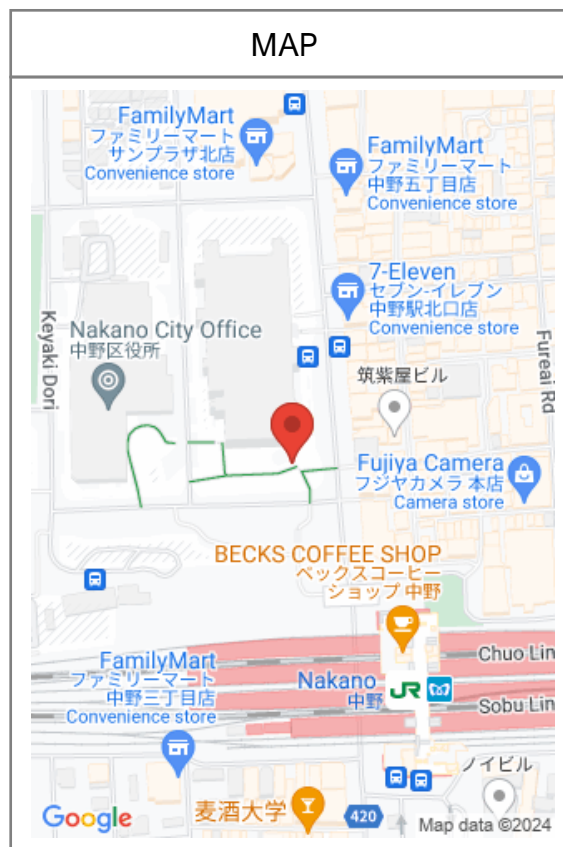 MAP
FamilyMart
ファミリーマート
サンプラザ北店
Convenience store
FamilyMart
ファミリーマート
中野五丁目店
Convenience store
7-Eleven
セブン-イレブン
中野駅北口店
Convenience store
Keyaki Dori
Nakano City Office
中野区役所
Fureai Rd
筑紫屋ビル
Fujiya Camera
フジヤカメラ 本店
Camera store
BECKS COFFEE SHOP
ベックスコーヒー
ショップ 中野
Chuo Lin
FamilyMart
ファミリーマート
中野三丁目店
Convenience store
Nakano
中野
JR
Sobu Lin
ノイビル
麦酒大学
420
Google
Map data ©2024